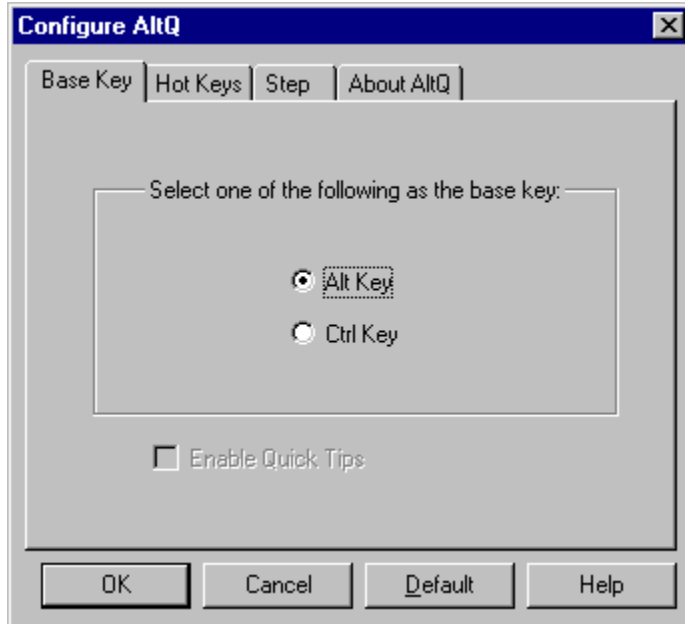 Configure AltQ
Base Key Hot Keys Step About AltQ
Select one of the following as the base key:
Alt Key
Ctrl Key
Enable Quick Tips
OK Cancel Default Help